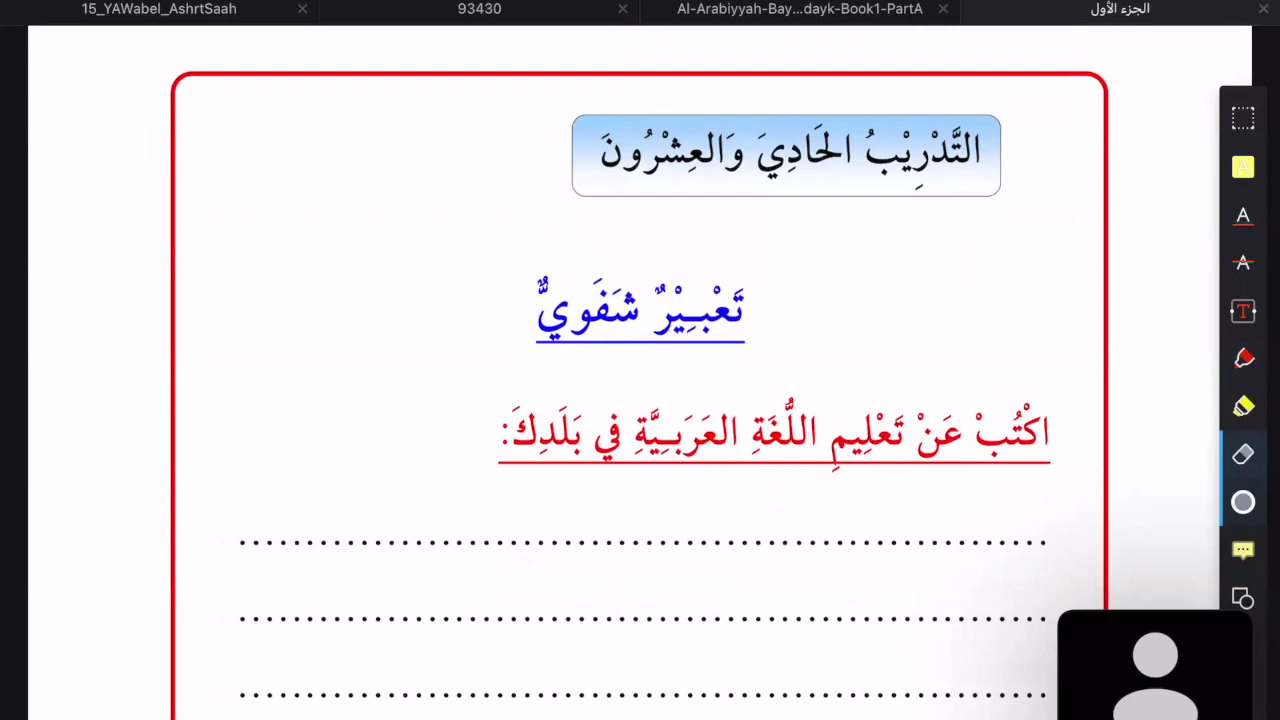 15_YAWabel_AshrtSaah
93430
Al-Arabiyyah-Bay...dayk-Book1-PartA
الجزء الأول
التَّدْرِيْبُ الحَادِيَ وَالعِشْرُونَ
تَعْبِيْرٌ شَفَويٌّ
اكْتُبْ عَنْ تَعْلِيمِ اللُّغَةِ العَرَبِيَّةِ فِي بَلَدِكَ: